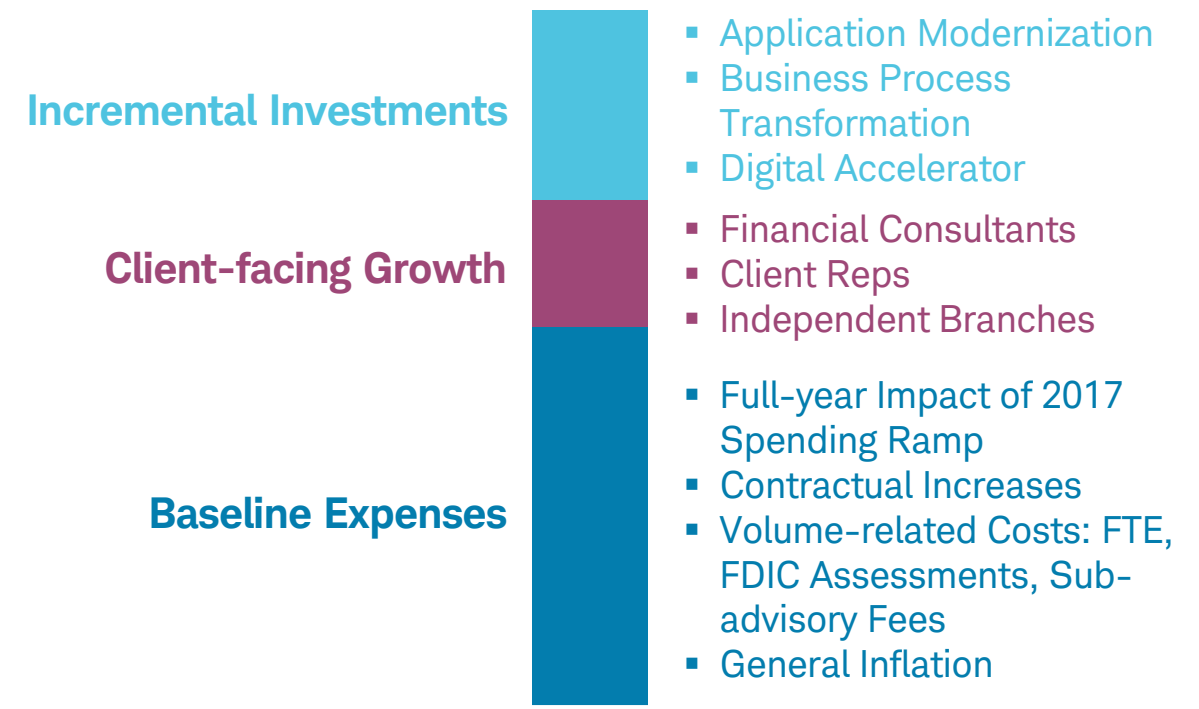 Incremental Investments
▪ Application Modernization
▪ Business Process
Transformation
▪ Digital Accelerator
Client-facing Growth
▪ Financial Consultants
▪ Client Reps
▪ Independent Branches
Baseline Expenses
▪ Full-year Impact of 2017
Spending Ramp
▪ Contractual Increases
▪ Volume-related Costs: FTE,
FDIC Assessments, Sub-
advisory Fees
▪ General Inflation